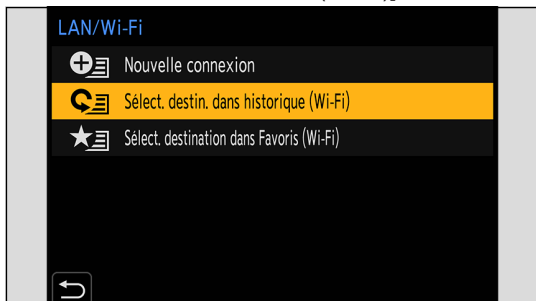 LAN/Wi-Fi
Nouvelle connexion
Sélect. destin. dans historique (Wi-Fi)
Sélect. destination dans Favoris (Wi-Fi)